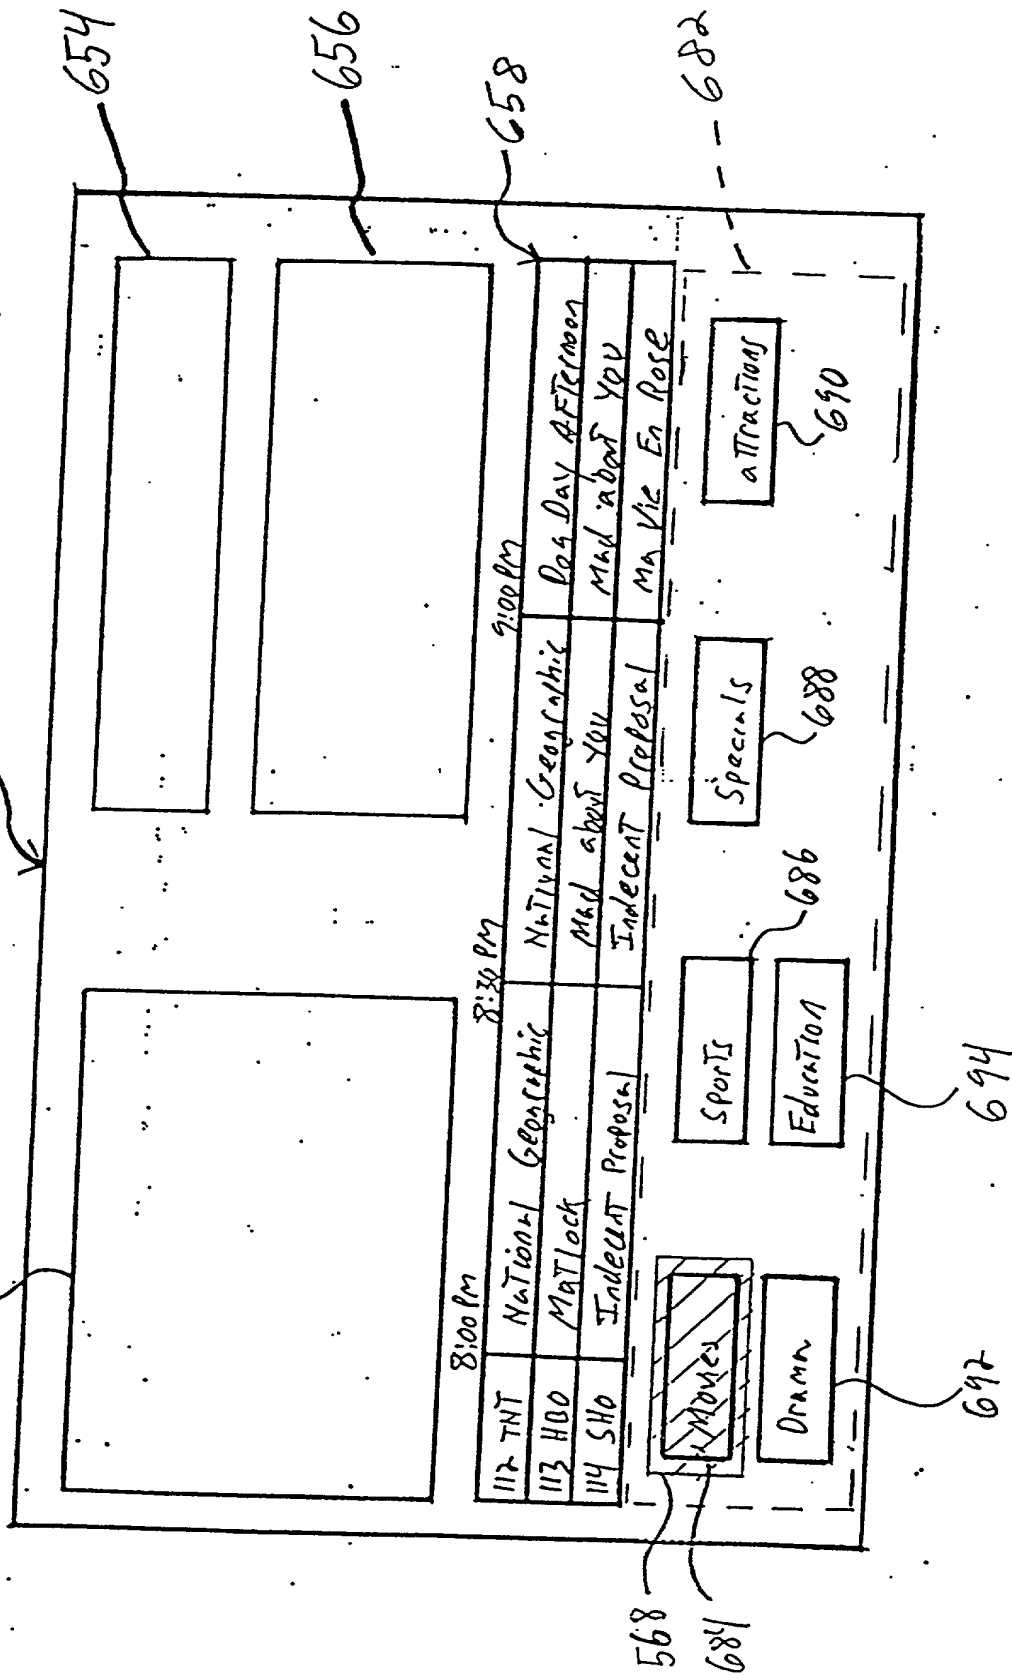 654
656
8:00 PM 8:30 PM 9:00 PM
658
112 TNT National Geographic National Geographic Dog Day Afternoon
113 HBO Matlock Mad about You Mad about You
114 SHO Indecent Proposal Indecent Proposal Ma Vie En Rose
682
568
684
Movies Sports Specials attractions
686 688 690
Drama Education
692 694